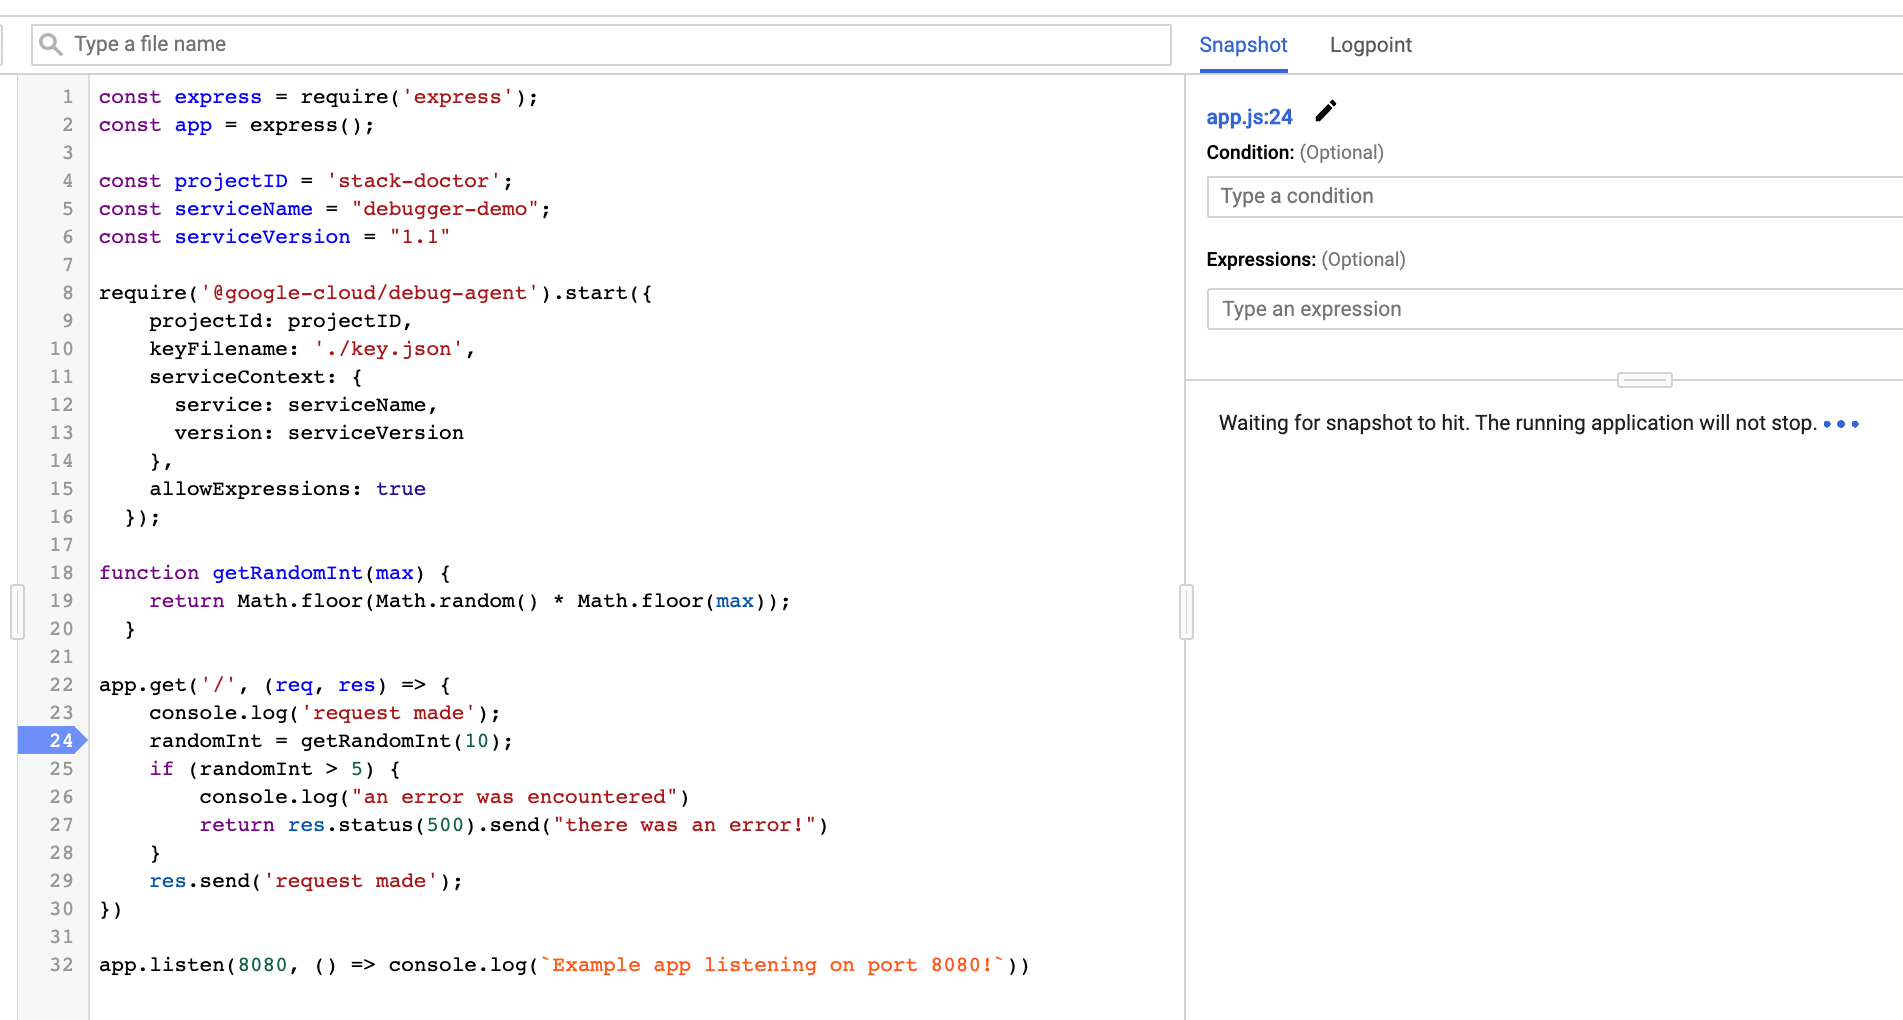 Type a file name
Snapshot Logpoint
1 const express = require('express');
2 const app = express();
3
4 const projectID = 'stack-doctor';
5 const serviceName = "debugger-demo";
6 const serviceVersion = "1.1"
7
8 require('@google-cloud/debug-agent').start({
9     projectId: projectID,
10     keyFilename: './key.json',
11     serviceContext: {
12       service: serviceName,
13       version: serviceVersion
14     },
15     allowExpressions: true
16   });
17
18 function getRandomInt(max) {
19     return Math.floor(Math.random() * Math.floor(max));
20   }
21
22 app.get('/', (req, res) => {
23     console.log('request made');
24     randomInt = getRandomInt(10);
25     if (randomInt > 5) {
26         console.log("an error was encountered")
27         return res.status(500).send("there was an error!")
28     }
29     res.send('request made');
30 })
31
32 app.listen(8080, () => console.log(`Example app listening on port 8080!`))
app.js:24
Condition: (Optional)
Type a condition
Expressions: (Optional)
Type an expression
Waiting for snapshot to hit. The running application will not stop.